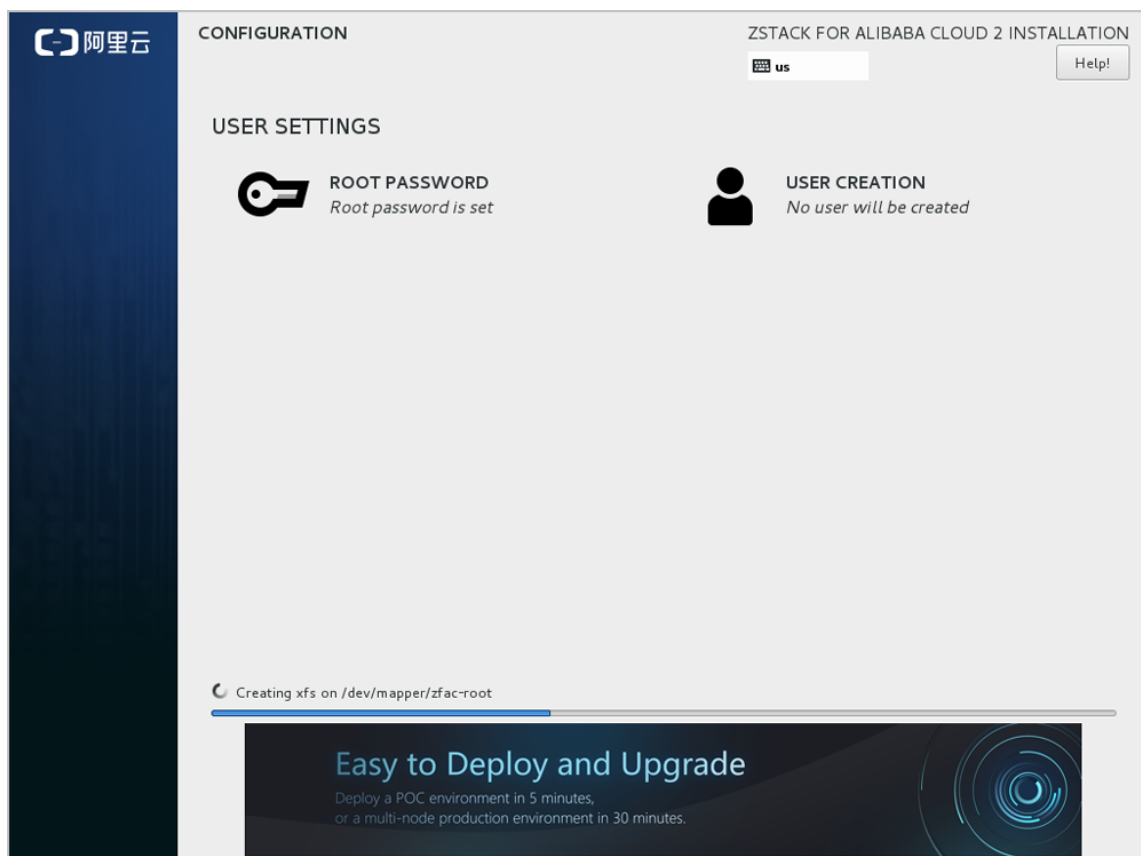 阿里云
CONFIGURATION
ZSTACK FOR ALIBABA CLOUD 2 INSTALLATION
us
Help!
USER SETTINGS
ROOT PASSWORD
Root password is set
USER CREATION
No user will be created
Creating xfs on /dev/mapper/zfac-root
Easy to Deploy and Upgrade
Deploy a POC environment in 5 minutes,
or a multi-node production environment in 30 minutes.